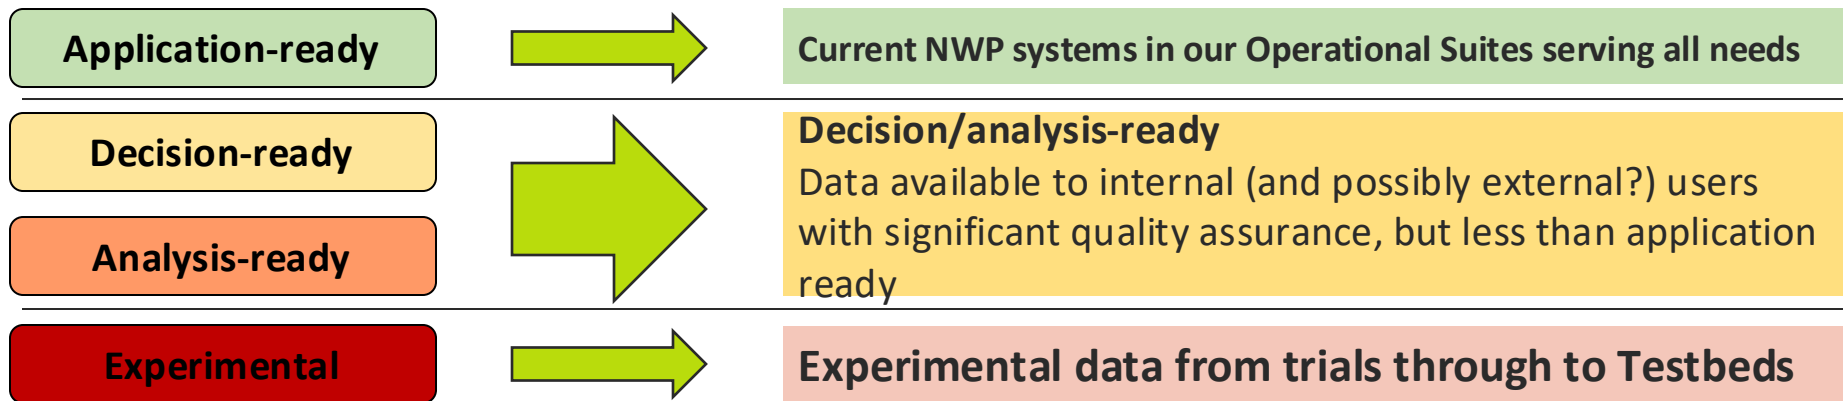 Application-ready
Current NWP systems in our Operational Suites serving all needs
Decision-ready
Analysis-ready
Decision/analysis-ready
Data available to internal (and possibly external?) users
with significant quality assurance, but less than application
ready
Experimental
Experimental data from trials through to Testbeds